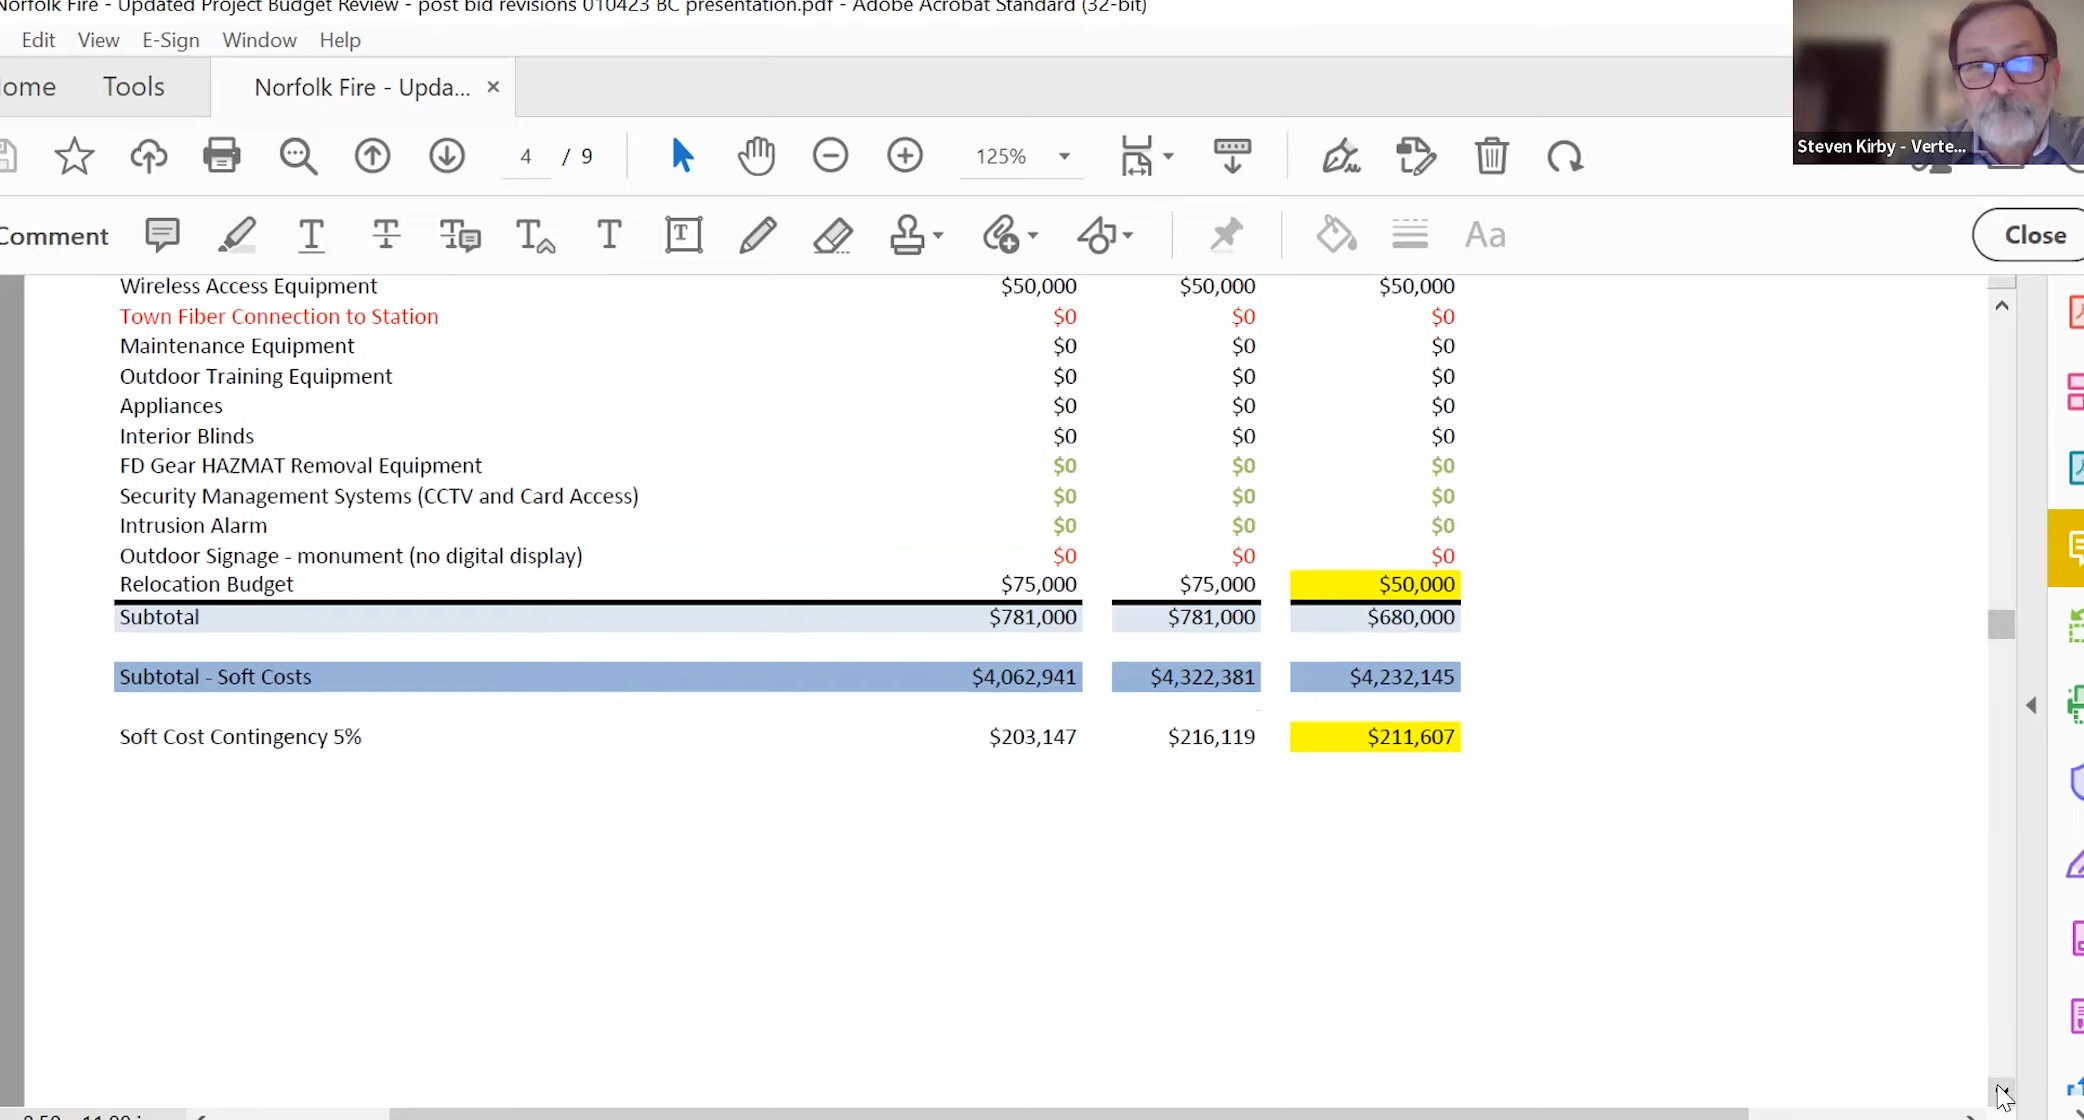 Norfolk Fire - Updated Project Budget Review - post bid revisions 010423 BC presentation.pdf - Adobe Acrobat Standard (32-bit)
Edit View E-Sign Window Help
ome Tools Norfolk Fire - Upda... ×
4 / 9 125%
Comment Aa Close
Steven Kirby - Verte...
Wireless Access Equipment $50,000 $50,000 $50,000
Town Fiber Connection to Station $0 $0 $0
Maintenance Equipment $0 $0 $0
Outdoor Training Equipment $0 $0 $0
Appliances $0 $0 $0
Interior Blinds $0 $0 $0
FD Gear HAZMAT Removal Equipment $0 $0 $0
Security Management Systems (CCTV and Card Access) $0 $0 $0
Intrusion Alarm $0 $0 $0
Outdoor Signage - monument (no digital display) $0 $0 $0
Relocation Budget $75,000 $75,000 $50,000
Subtotal $781,000 $781,000 $680,000
Subtotal - Soft Costs $4,062,941 $4,322,381 $4,232,145
Soft Cost Contingency 5% $203,147 $216,119 $211,607